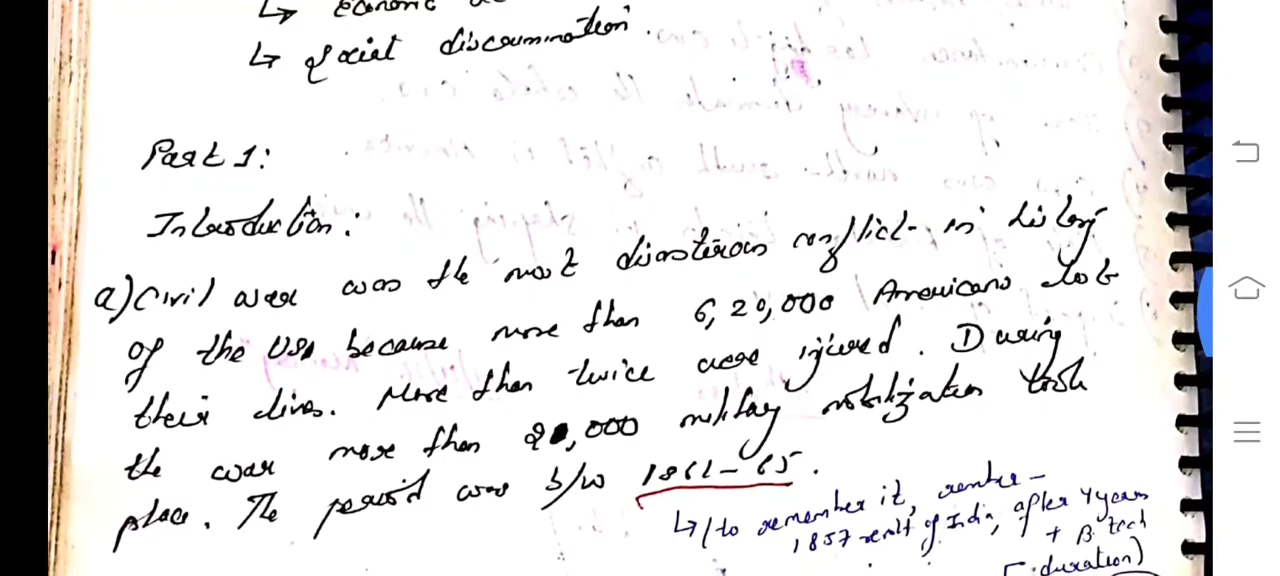 ↳ economic
↳ social discrimination.
Part 1:
Introduction:
a) Civil war was the most disastrous conflict in history
of the USA because more than 6,20,000 Americans lost
their lives. More than twice were injured. During
the war more than 20,000 military mobilization took
place. The period was b/w 1861-65.
↳ (to remember it,
1857 revolt of India, after 4 years
+ B.tech
duration)